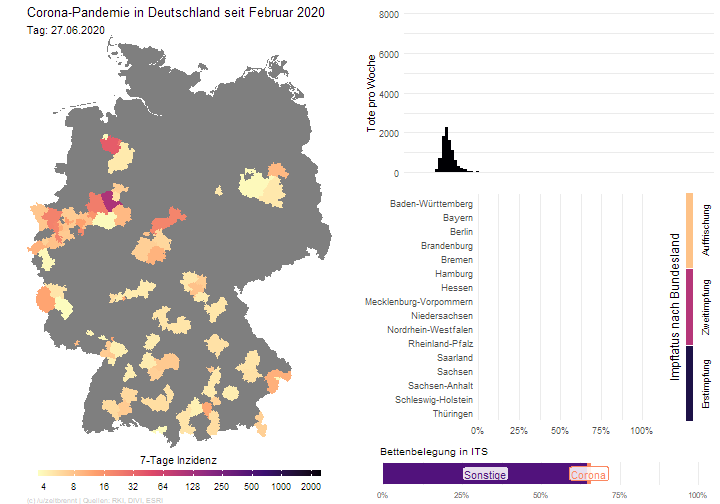 Corona-Pandemie in Deutschland seit Februar 2020
Tag: 27.06.2020
7-Tage Inzidenz
4 8 16 32 64 128 256 500 1000 2000
(c) /u/zeitbrennt | Quellen: RKI, DIVI, ESRI
Tote pro Woche
8000
6000
4000
2000
0
Baden-Württemberg
Bayern
Berlin
Brandenburg
Bremen
Hamburg
Hessen
Mecklenburg-Vorpommern
Niedersachsen
Nordrhein-Westfalen
Rheinland-Pfalz
Saarland
Sachsen
Sachsen-Anhalt
Schleswig-Holstein
Thüringen
0% 25% 50% 75% 100%
Impfstatus nach Bundesland
Auffrischung
Zweitimpfung
Erstimpfung
Bettenbelegung in ITS
Sonstige
Corona
0% 25% 50% 75% 100%